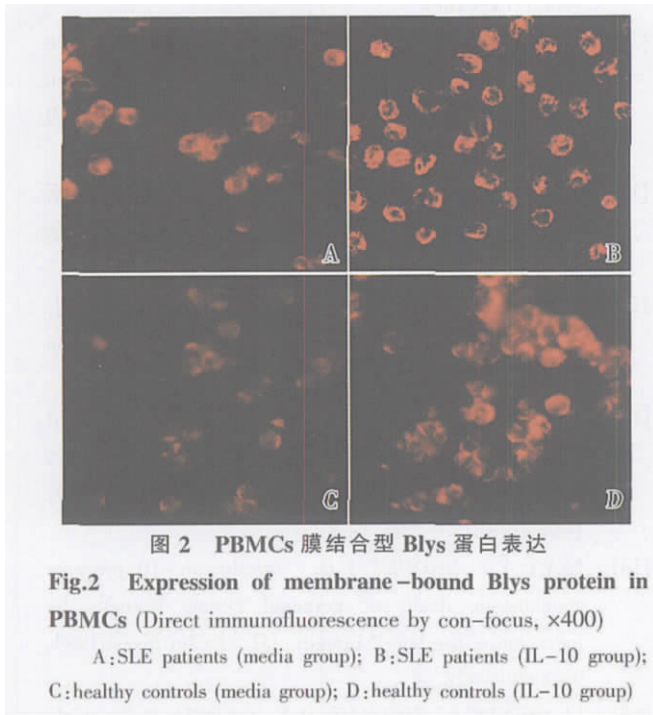 A
B
C
D
图 2 PBMCs 膜结合型 Blys 蛋白表达
Fig.2 Expression of membrane-bound Blys protein in
PBMCs (Direct immunofluorescence by con-focus, ×400)
A:SLE patients (media group); B:SLE patients (IL-10 group);
C:healthy controls (media group); D:healthy controls (IL-10 group)